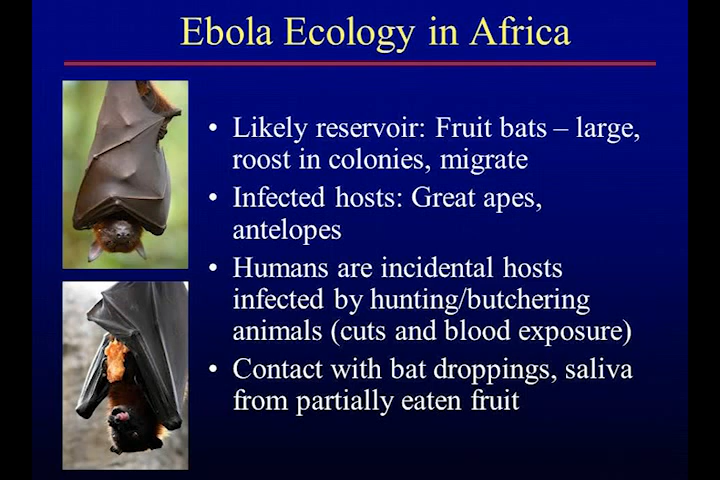 Ebola Ecology in Africa
• Likely reservoir: Fruit bats – large,
roost in colonies, migrate
• Infected hosts: Great apes,
antelopes
• Humans are incidental hosts
infected by hunting/butchering
animals (cuts and blood exposure)
• Contact with bat droppings, saliva
from partially eaten fruit